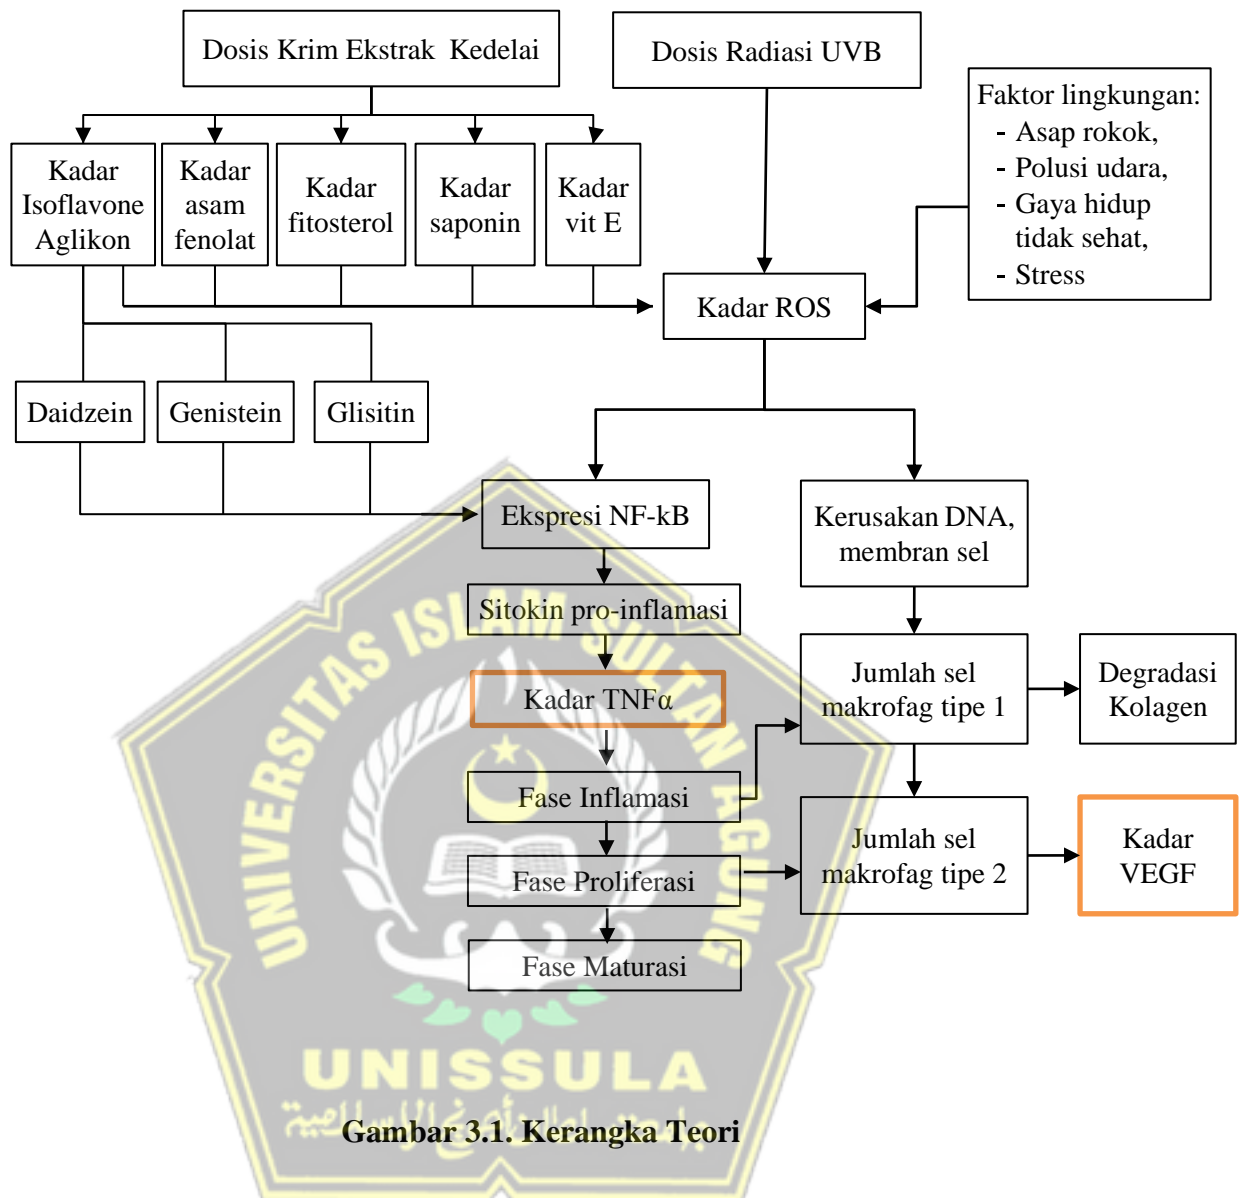 Dosis Krim Ekstrak Kedelai
Dosis Radiasi UVB
Faktor lingkungan:
- Asap rokok,
- Polusi udara,
- Gaya hidup
tidak sehat,
- Stress
Kadar
Isoflavone
Aglikon
Kadar
asam
fenolat
Kadar
fitosterol
Kadar
saponin
Kadar
vit E
Kadar ROS
Daidzein
Genistein
Glisitin
Ekspresi NF-kB
Kerusakan DNA,
membran sel
Sitokin pro-inflamasi
Kadar TNFα
Jumlah sel
makrofag tipe 1
Degradasi
Kolagen
Fase Inflamasi
Fase Proliferasi
Jumlah sel
makrofag tipe 2
Kadar
VEGF
Fase Maturasi
UNIVERSITAS ISLAM SULTAN AGUNG
UNISSULA
Gambar 3.1. Kerangka Teori